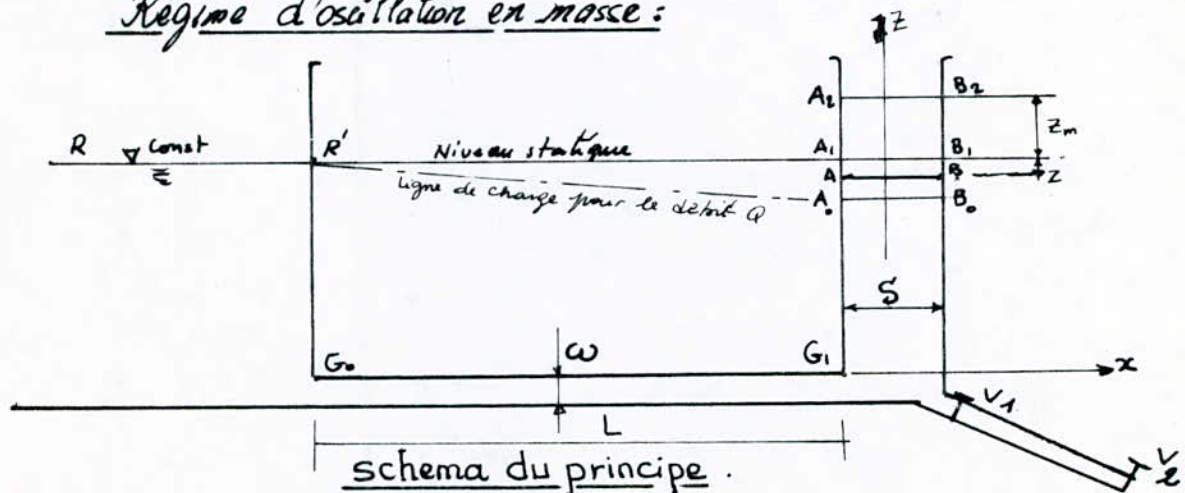 Régime d'oscillation en masse :
Z
A₂ B₂
Zm
R Const R' Niveau statique A₁ B₁
A B Z
Ligne de charge pour le débit Q A₀ B₀
S
G₀ ω G₁ x
V1
L
schema du principe . V2